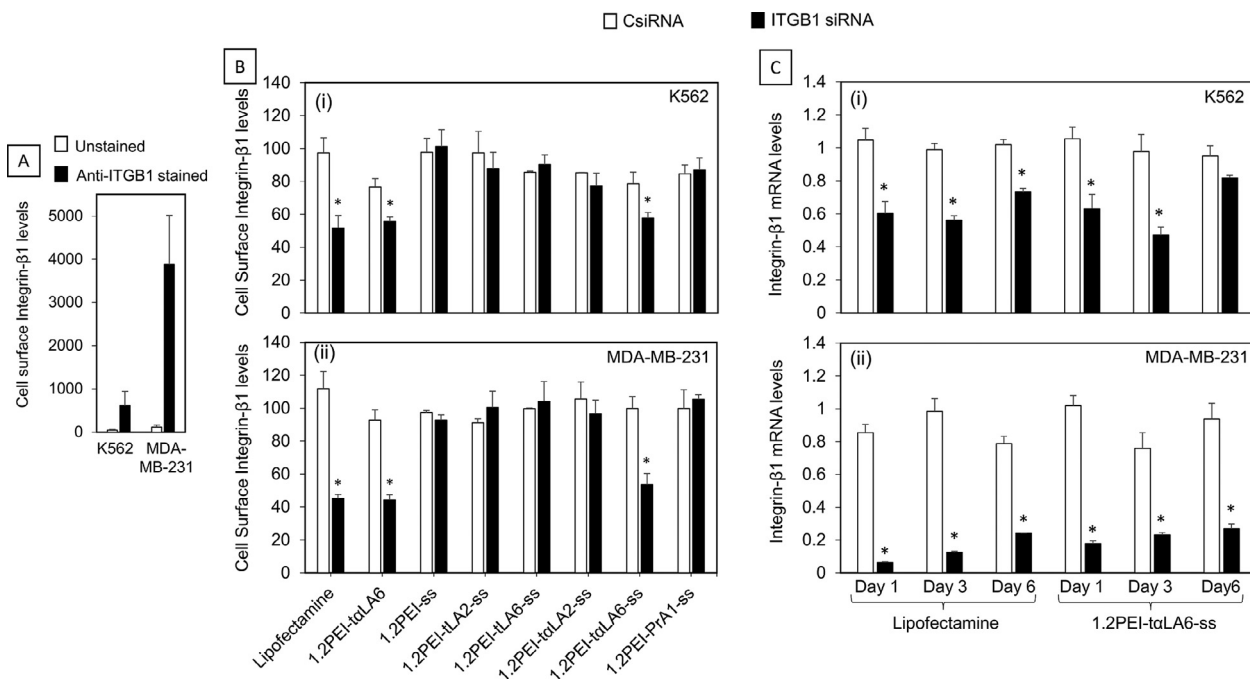 CsiRNA
ITGB1 siRNA
A
Unstained
Anti-ITGB1 stained
Cell surface Integrin-β1 levels
5000
4000
3000
2000
1000
0
K562
MDA-
MB-231
B
(i)
K562
Cell Surface Integrin-β1 levels
140
120
100
80
60
40
20
0
*
*
*
(ii)
MDA-MB-231
Cell Surface Integrin-β1 levels
140
120
100
80
60
40
20
0
*
*
*
Lipofectamine
1.2PEI-tαLA6
1.2PEI-ss
1.2PEI-tLA2-ss
1.2PEI-tLA6-ss
1.2PEI-tαLA2-ss
1.2PEI-tαLA6-ss
1.2PEI-PrA1-ss
C
(i)
K562
Integrin-β1 mRNA levels
1.4
1.2
1
0.8
0.6
0.4
0.2
0
*
*
*
*
*
(ii)
MDA-MB-231
Integrin-β1 mRNA levels
1.4
1.2
1
0.8
0.6
0.4
0.2
0
*
*
*
*
*
*
Day 1
Day 3
Day 6
Day 1
Day 3
Day6
Lipofectamine
1.2PEI-tαLA6-ss